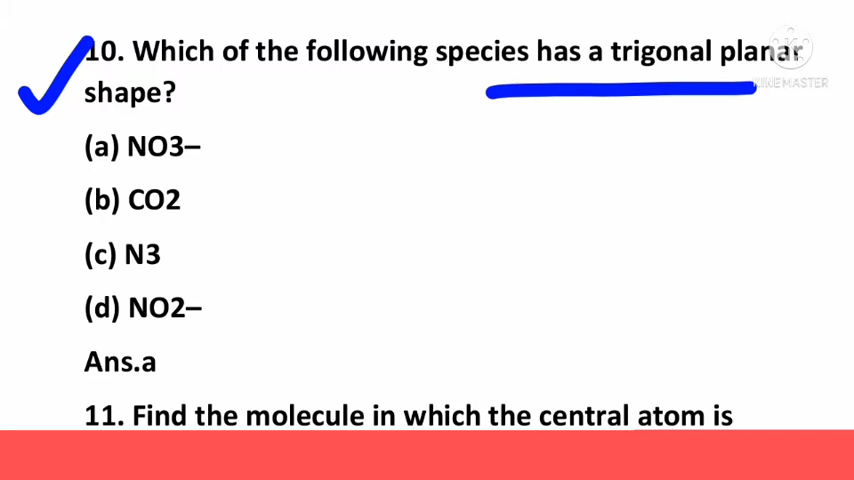 10. Which of the following species has a trigonal planar
shape?
KINEMASTER
(a) NO3–
(b) CO2
(c) N3
(d) NO2–
Ans.a
11. Find the molecule in which the central atom is